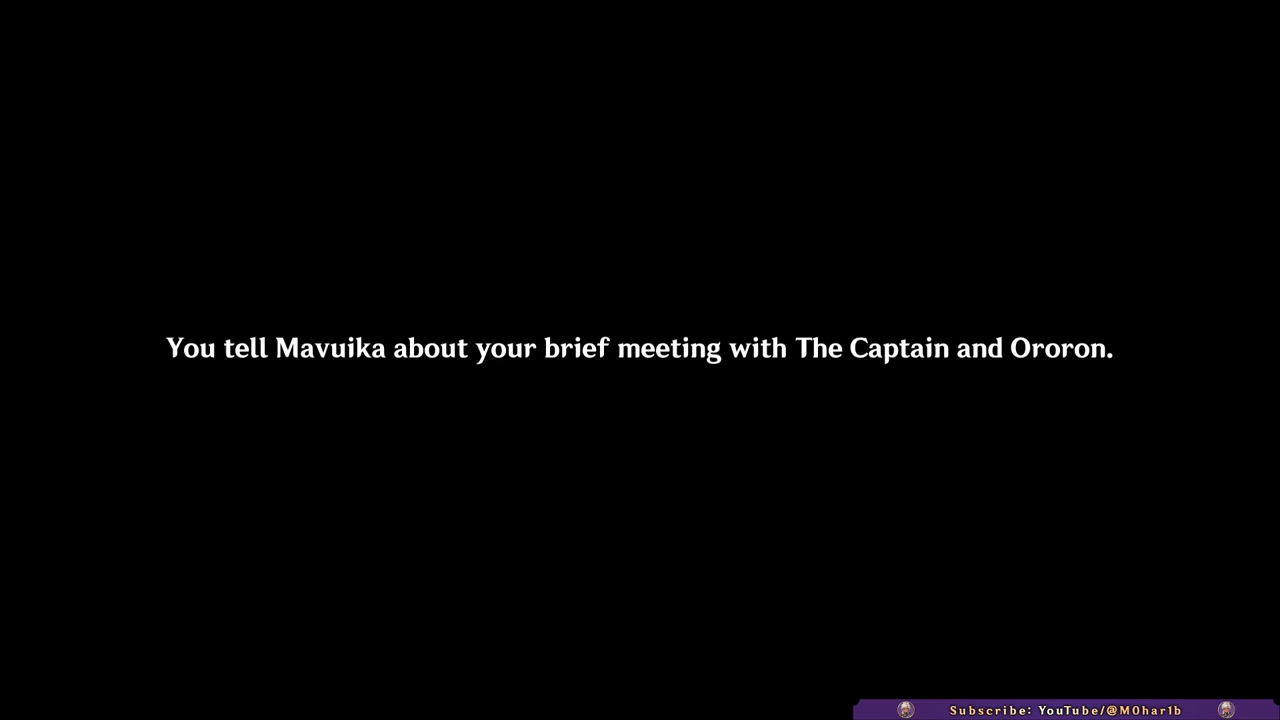 You tell Mavuika about your brief meeting with The Captain and Ororon.
Subscribe: YouTube/@M0har1b